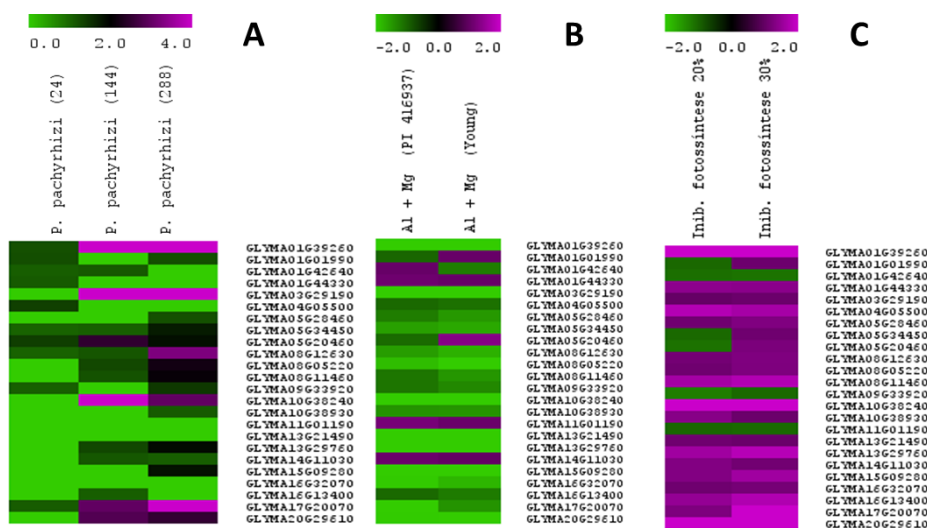 0.0 2.0 4.0
A
P. pachyrhizi (24)
P. pachyrhizi (144)
P. pachyrhizi (288)
GLYMA01G39260
GLYMA01G01990
GLYMA01G42640
GLYMA01G44330
GLYMA03G29190
GLYMA04G05500
GLYMA05G28460
GLYMA05G34450
GLYMA05G20460
GLYMA08G12630
GLYMA08G05220
GLYMA08G11460
GLYMA09G33920
GLYMA10G38240
GLYMA10G38930
GLYMA11G01190
GLYMA13G21490
GLYMA13G29760
GLYMA14G11030
GLYMA15G09280
GLYMA16G32070
GLYMA16G13400
GLYMA17G20070
GLYMA20G29610
-2.0 0.0 2.0
B
Al + Mg (PI 416937)
Al + Mg (Young)
GLYMA01G39260
GLYMA01G01990
GLYMA01G42640
GLYMA01G44330
GLYMA03G29190
GLYMA04G05500
GLYMA05G28460
GLYMA05G34450
GLYMA05G20460
GLYMA08G12630
GLYMA08G05220
GLYMA08G11460
GLYMA09G33920
GLYMA10G38240
GLYMA10G38930
GLYMA11G01190
GLYMA13G21490
GLYMA13G29760
GLYMA14G11030
GLYMA15G09280
GLYMA16G32070
GLYMA16G13400
GLYMA17G20070
GLYMA20G29610
-2.0 0.0 2.0
C
Inib. fotossintese 20%
Inib. fotossintese 30%
GLYMA01G39260
GLYMA01G01990
GLYMA01G42640
GLYMA01G44330
GLYMA03G29190
GLYMA04G05500
GLYMA05G28460
GLYMA05G34450
GLYMA05G20460
GLYMA08G12630
GLYMA08G05220
GLYMA08G11460
GLYMA09G33920
GLYMA10G38240
GLYMA10G38930
GLYMA11G01190
GLYMA13G21490
GLYMA13G29760
GLYMA14G11030
GLYMA15G09280
GLYMA16G32070
GLYMA16G13400
GLYMA17G20070
GLYMA20G29610